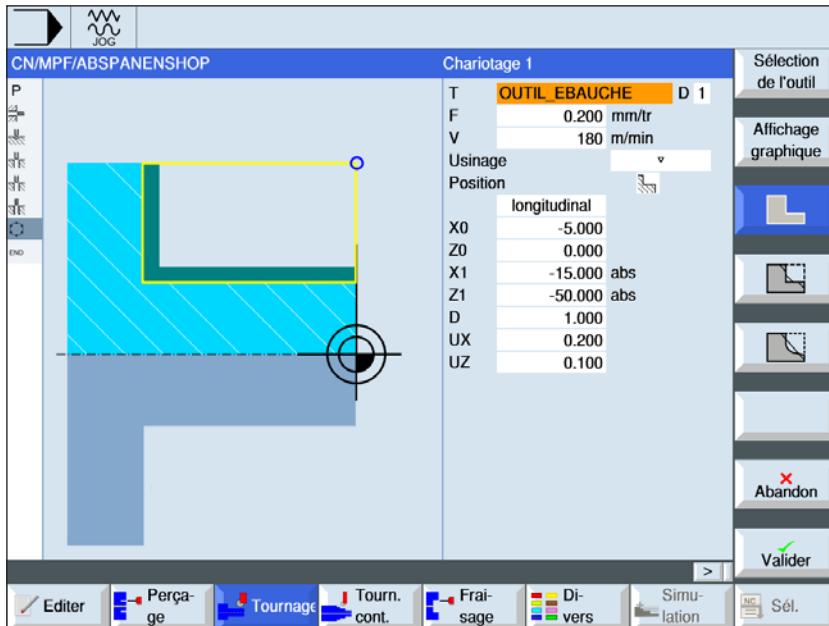 JOG
CN/MPF/ABSPANENSHOP
Chariotage 1
P
END
T OUTIL_EBAUCHE D 1
F 0.200 mm/tr
V 180 m/min
Usinage
Position
longitudinal
X0 -5.000
Z0 0.000
X1 -15.000 abs
Z1 -50.000 abs
D 1.000
UX 0.200
UZ 0.100
Sélection
de l'outil
Affichage
graphique
Abandon
Valider
>
Editer
Perça-
ge
Tournage
Tourn.
cont.
Frai-
sage
Di-
vers
Simu-
lation
NC
Sél.